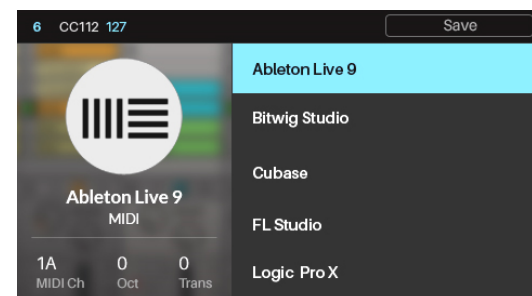 6 CC112 127 Save
Ableton Live 9
Bitwig Studio
Cubase
FL Studio
Logic Pro X
Ableton Live 9
MIDI
1A 0 0
MIDI Ch Oct Trans